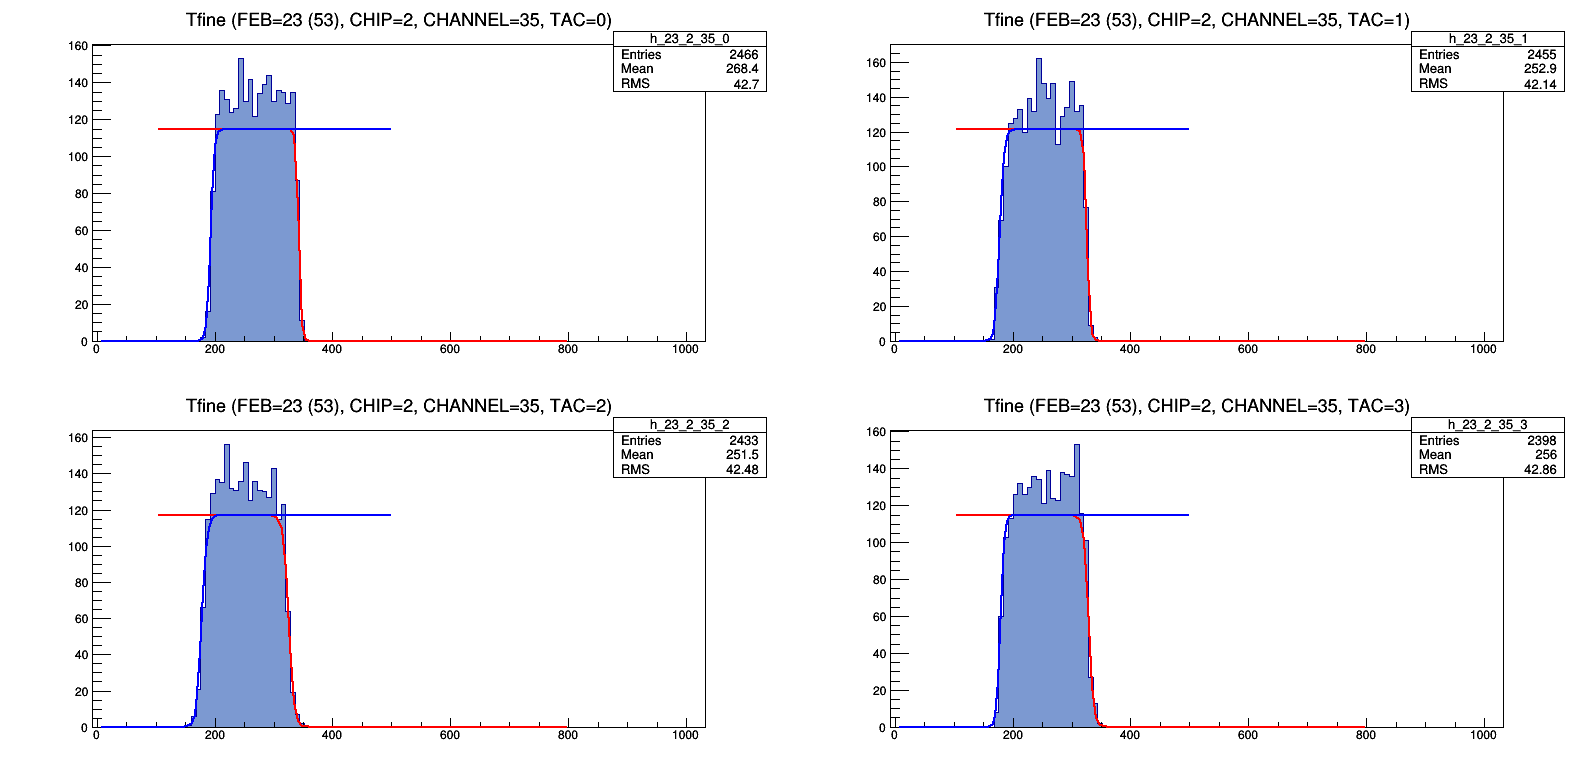 Tfine (FEB=23 (53), CHIP=2, CHANNEL=35, TAC=0)
h_23_2_35_0
Entries 2466
Mean 268.4
RMS 42.7
160
140
120
100
80
60
40
20
0
0 200 400 600 800 1000
Tfine (FEB=23 (53), CHIP=2, CHANNEL=35, TAC=1)
h_23_2_35_1
Entries 2455
Mean 252.9
RMS 42.14
160
140
120
100
80
60
40
20
0
0 200 400 600 800 1000
Tfine (FEB=23 (53), CHIP=2, CHANNEL=35, TAC=2)
h_23_2_35_2
Entries 2433
Mean 251.5
RMS 42.48
160
140
120
100
80
60
40
20
0
0 200 400 600 800 1000
Tfine (FEB=23 (53), CHIP=2, CHANNEL=35, TAC=3)
h_23_2_35_3
Entries 2398
Mean 256
RMS 42.86
160
140
120
100
80
60
40
20
0
0 200 400 600 800 1000